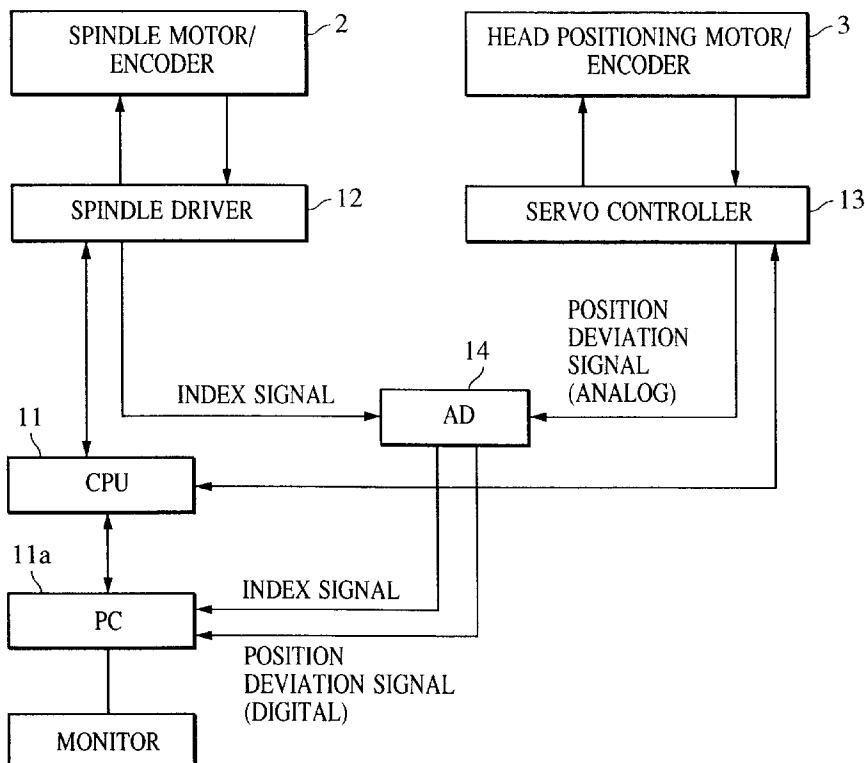 SPINDLE MOTOR/
ENCODER
2
HEAD POSITIONING MOTOR/
ENCODER
3
SPINDLE DRIVER
12
SERVO CONTROLLER
13
POSITION
DEVIATION
SIGNAL
(ANALOG)
INDEX SIGNAL
14
AD
11
CPU
11a
PC
INDEX SIGNAL
POSITION
DEVIATION SIGNAL
(DIGITAL)
MONITOR